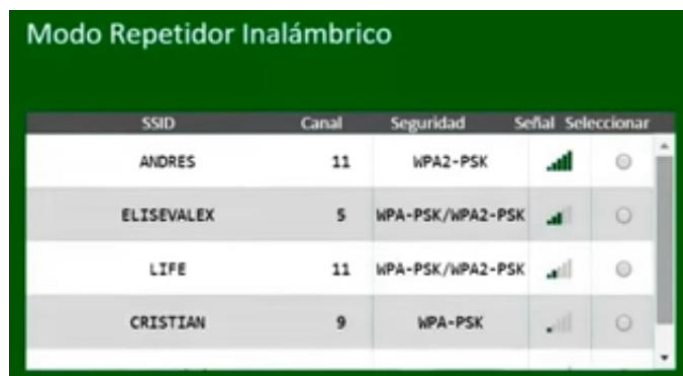 Modo Repetidor Inalámbrico
SSID Canal Seguridad Señal Seleccionar
ANDRES 11 WPA2-PSK
ELISEVALEX 5 WPA-PSK/WPA2-PSK
LIFE 11 WPA-PSK/WPA2-PSK
CRISTIAN 9 WPA-PSK